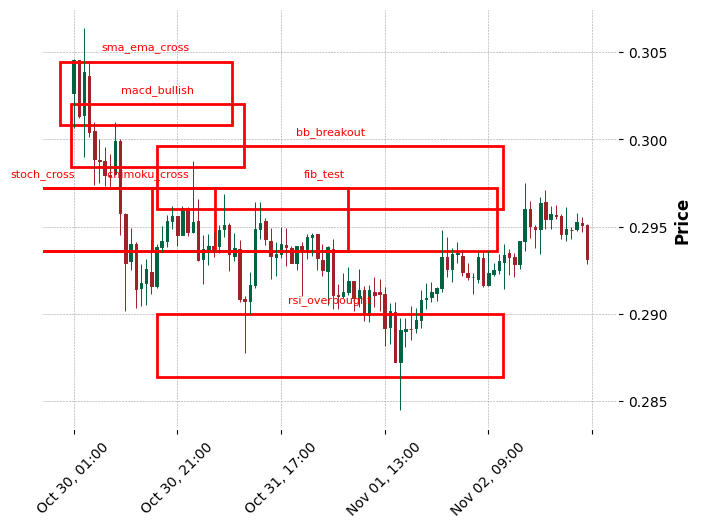 sma_ema_cross
macd_bullish
bb_breakout
stoch_cross
ichimoku_cross
fib_test
rsi_overbought
0.305
0.300
0.295
0.290
0.285
Price
Oct 30, 01:00
Oct 30, 21:00
Oct 31, 17:00
Nov 01, 13:00
Nov 02, 09:00